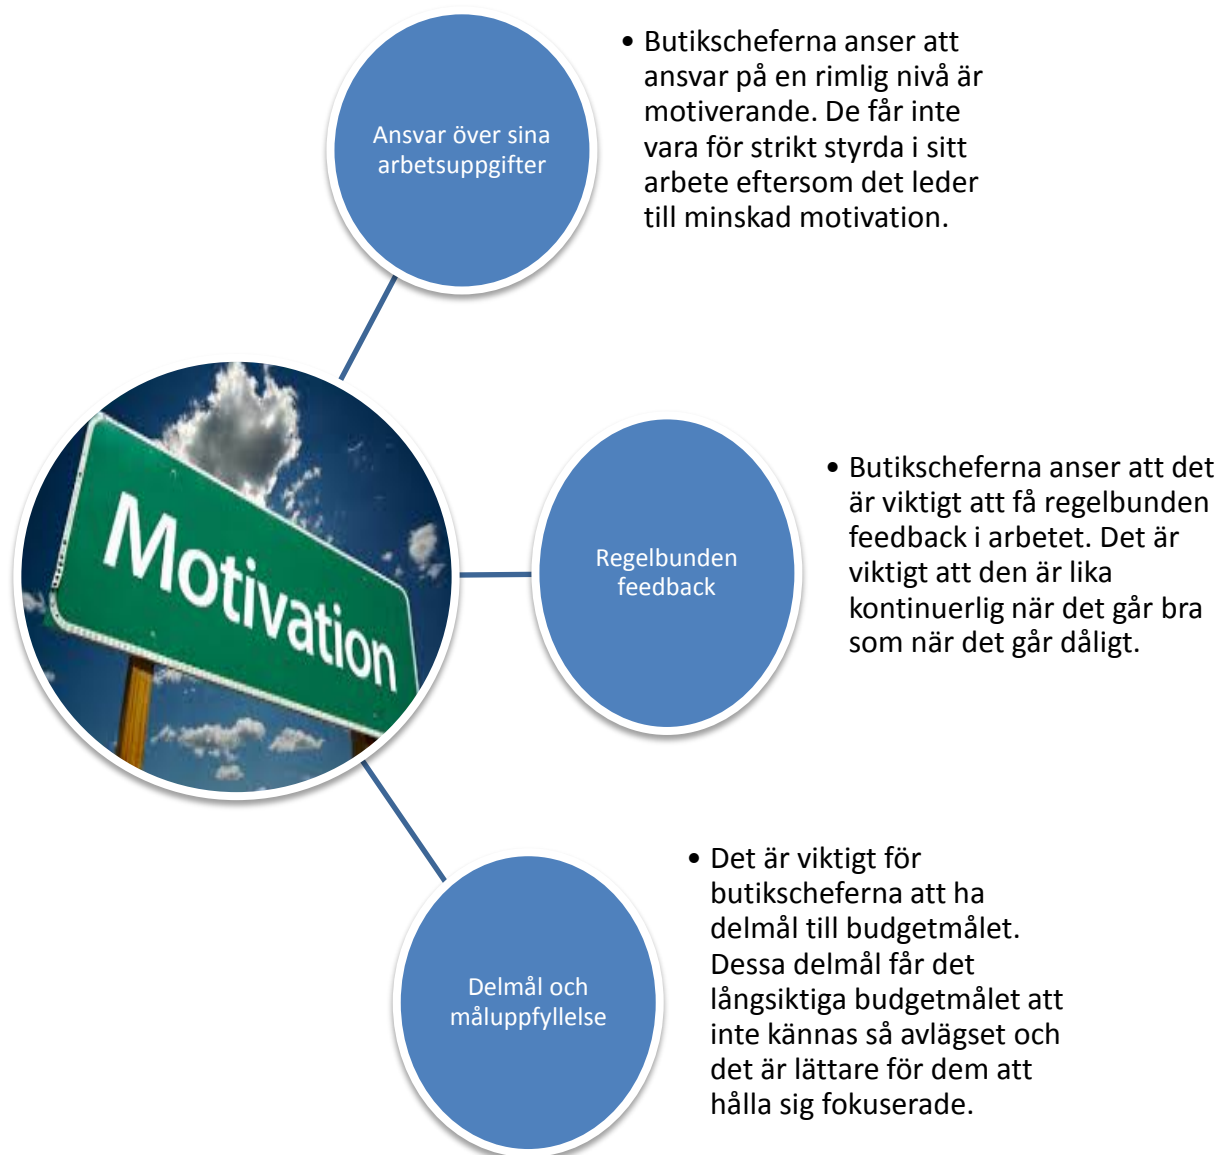 • Butikscheferna anser att
ansvar på en rimlig nivå är
motiverande. De får inte
vara för strikt styrda i sitt
arbete eftersom det leder
till minskad motivation.
Ansvar över sina
arbetsuppgifter
Motivation
Regelbunden
feedback
• Butikscheferna anser att det
är viktigt att få regelbunden
feedback i arbetet. Det är
viktigt att den är lika
kontinuerlig när det går bra
som när det går dåligt.
Delmål och
måluppfyllelse
• Det är viktigt för
butikscheferna att ha
delmål till budgetmålet.
Dessa delmål får det
långsiktiga budgetmålet att
inte kännas så avlägset och
det är lättare för dem att
hålla sig fokuserade.